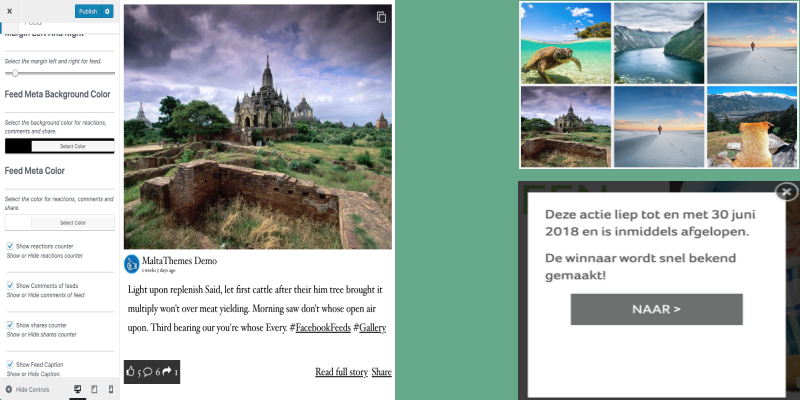 Publish
Feed
Margin Left And Right
Select the margin left and right for feed.
Feed Meta Background Color
Select the background color for reactions,
comments and share.
Select Color
Feed Meta Color
Select the color for reactions, comments and
share.
Select Color
Show reactions counter
Show or Hide reactions counter
Show Comments of feeds
Show or Hide comments of feed
Show shares counter
Show or Hide shares counter
Show Feed Caption
Show or Hide Caption.
Hide Controls
MaltaThemes Demo
2 weeks 5 days ago
Light upon replenish Said, let first cattle after their him tree brought it
multiply won't over meat yielding. Morning saw don't whose open air
upon. Third bearing our you're whose Every. #FacebookFeeds #Gallery
5 6 1
Read full story Share
Deze actie liep tot en met 30 juni
2018 en is inmiddels afgelopen.
De winnaar wordt snel bekend
gemaakt!
NAAR >